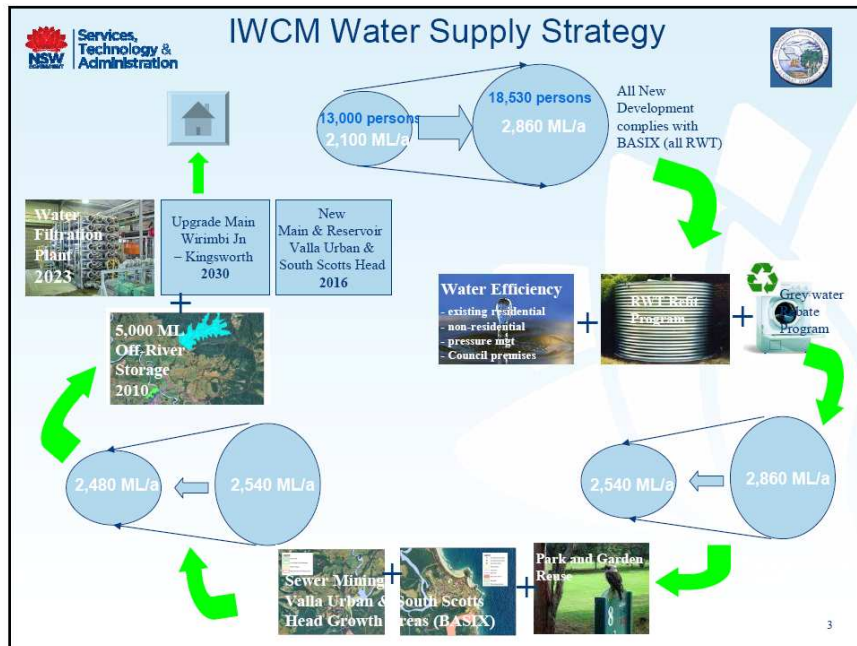 IWCM Water Supply Strategy
NSW
GOVERNMENT
Services,
Technology &
Administration
13,000 persons
2,100 ML/a
18,530 persons
2,860 ML/a
All New
Development
complies with
BASIX (all RWT)
Water
Filtration
Plant
2023
Upgrade Main
Wirimbi Jn
– Kingsworth
2030
New
Main & Reservoir
Valla Urban &
South Scotts Head
2016
+
5,000 ML
Off-River
Storage
2010
Water Efficiency
- existing residential
- non-residential
- pressure mgt
- Council premises
+
RWT Refit
Program
+
Grey water
Rebate
Program
2,480 ML/a
2,540 ML/a
2,540 ML/a
2,860 ML/a
Sewer Mining
Valla Urban & South Scotts
Head Growth Areas (BASIX)
+
+
Park and Garden
Reuse
8
3